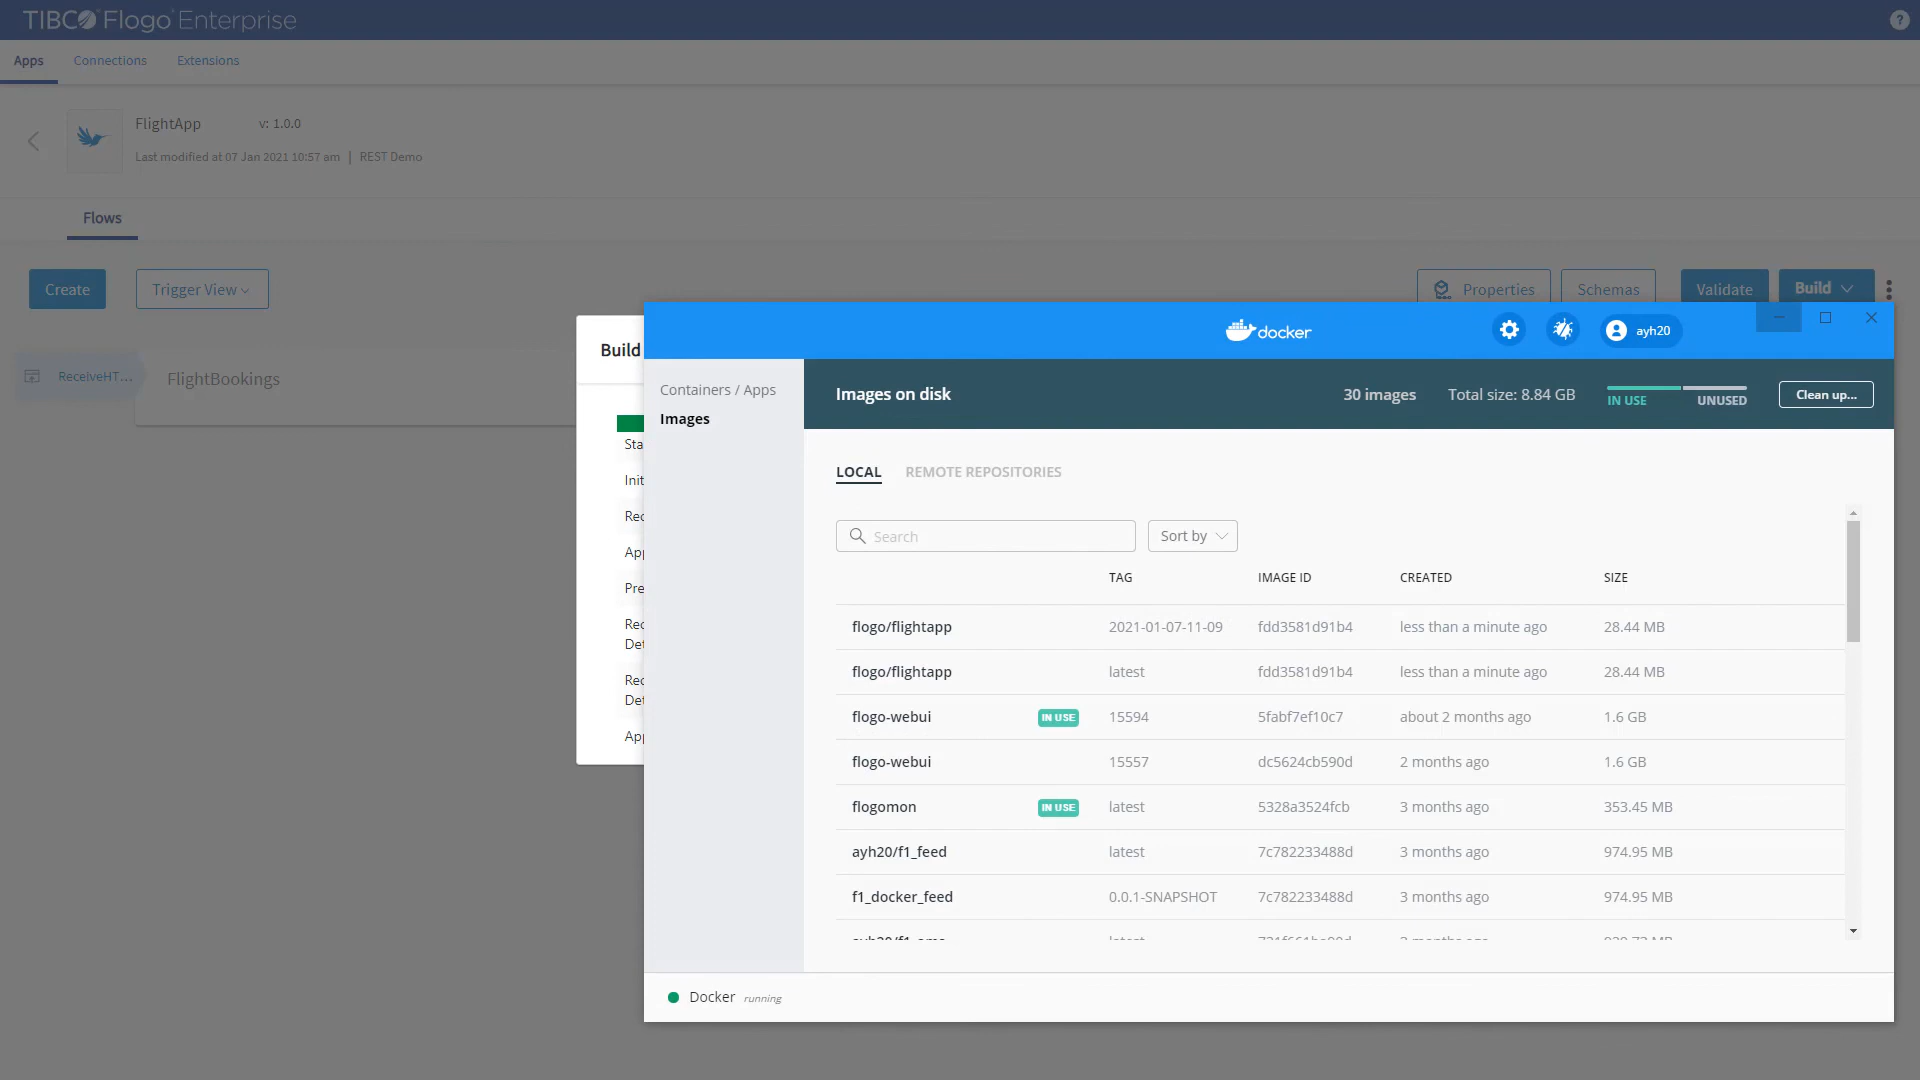 TIBCO Flogo Enterprise
?
Apps Connections Extensions
FlightApp v: 1.0.0
Last modified at 07 Jan 2021 10:57 am | REST Demo
Flows
Create Trigger View Properties Schemas Validate Build
ReceiveHT... FlightBookings
Build
Sta
Init
Rec
App
Pre
Rec
Det
Rec
Det
App
docker ayh20
Containers / Apps
Images
Images on disk 30 images Total size: 8.84 GB IN USE UNUSED Clean up...
LOCAL REMOTE REPOSITORIES
Search Sort by
TAG IMAGE ID CREATED SIZE
flogo/flightapp 2021-01-07-11-09 fdd3581d91b4 less than a minute ago 28.44 MB
flogo/flightapp latest fdd3581d91b4 less than a minute ago 28.44 MB
flogo-webui IN USE 15594 5fabf7ef10c7 about 2 months ago 1.6 GB
flogo-webui 15557 dc5624cb590d 2 months ago 1.6 GB
flogomon IN USE latest 5328a3524fcb 3 months ago 353.45 MB
ayh20/f1_feed latest 7c782233488d 3 months ago 974.95 MB
f1_docker_feed 0.0.1-SNAPSHOT 7c782233488d 3 months ago 974.95 MB
Docker running